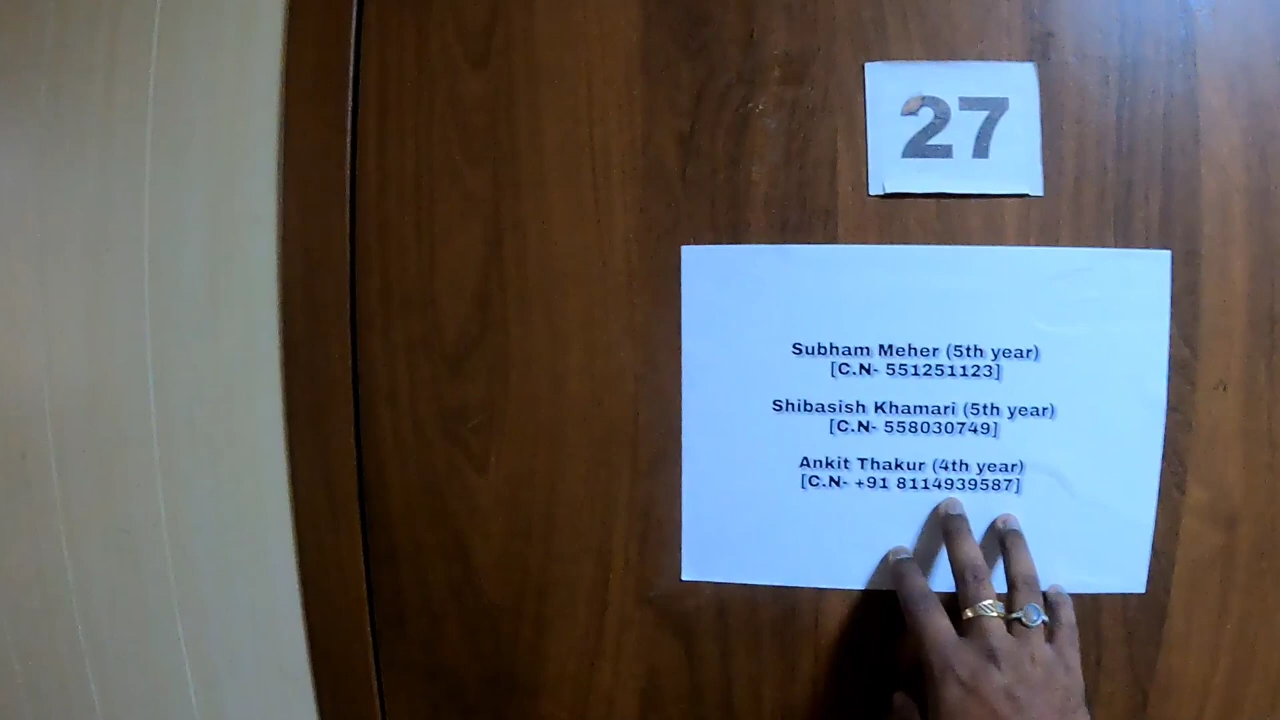 27
Subham Meher (5th year)
[C.N- 551251123]
Shibasish Khamari (5th year)
[C.N- 558030749]
Ankit Thakur (4th year)
[C.N- +91 8114939587]